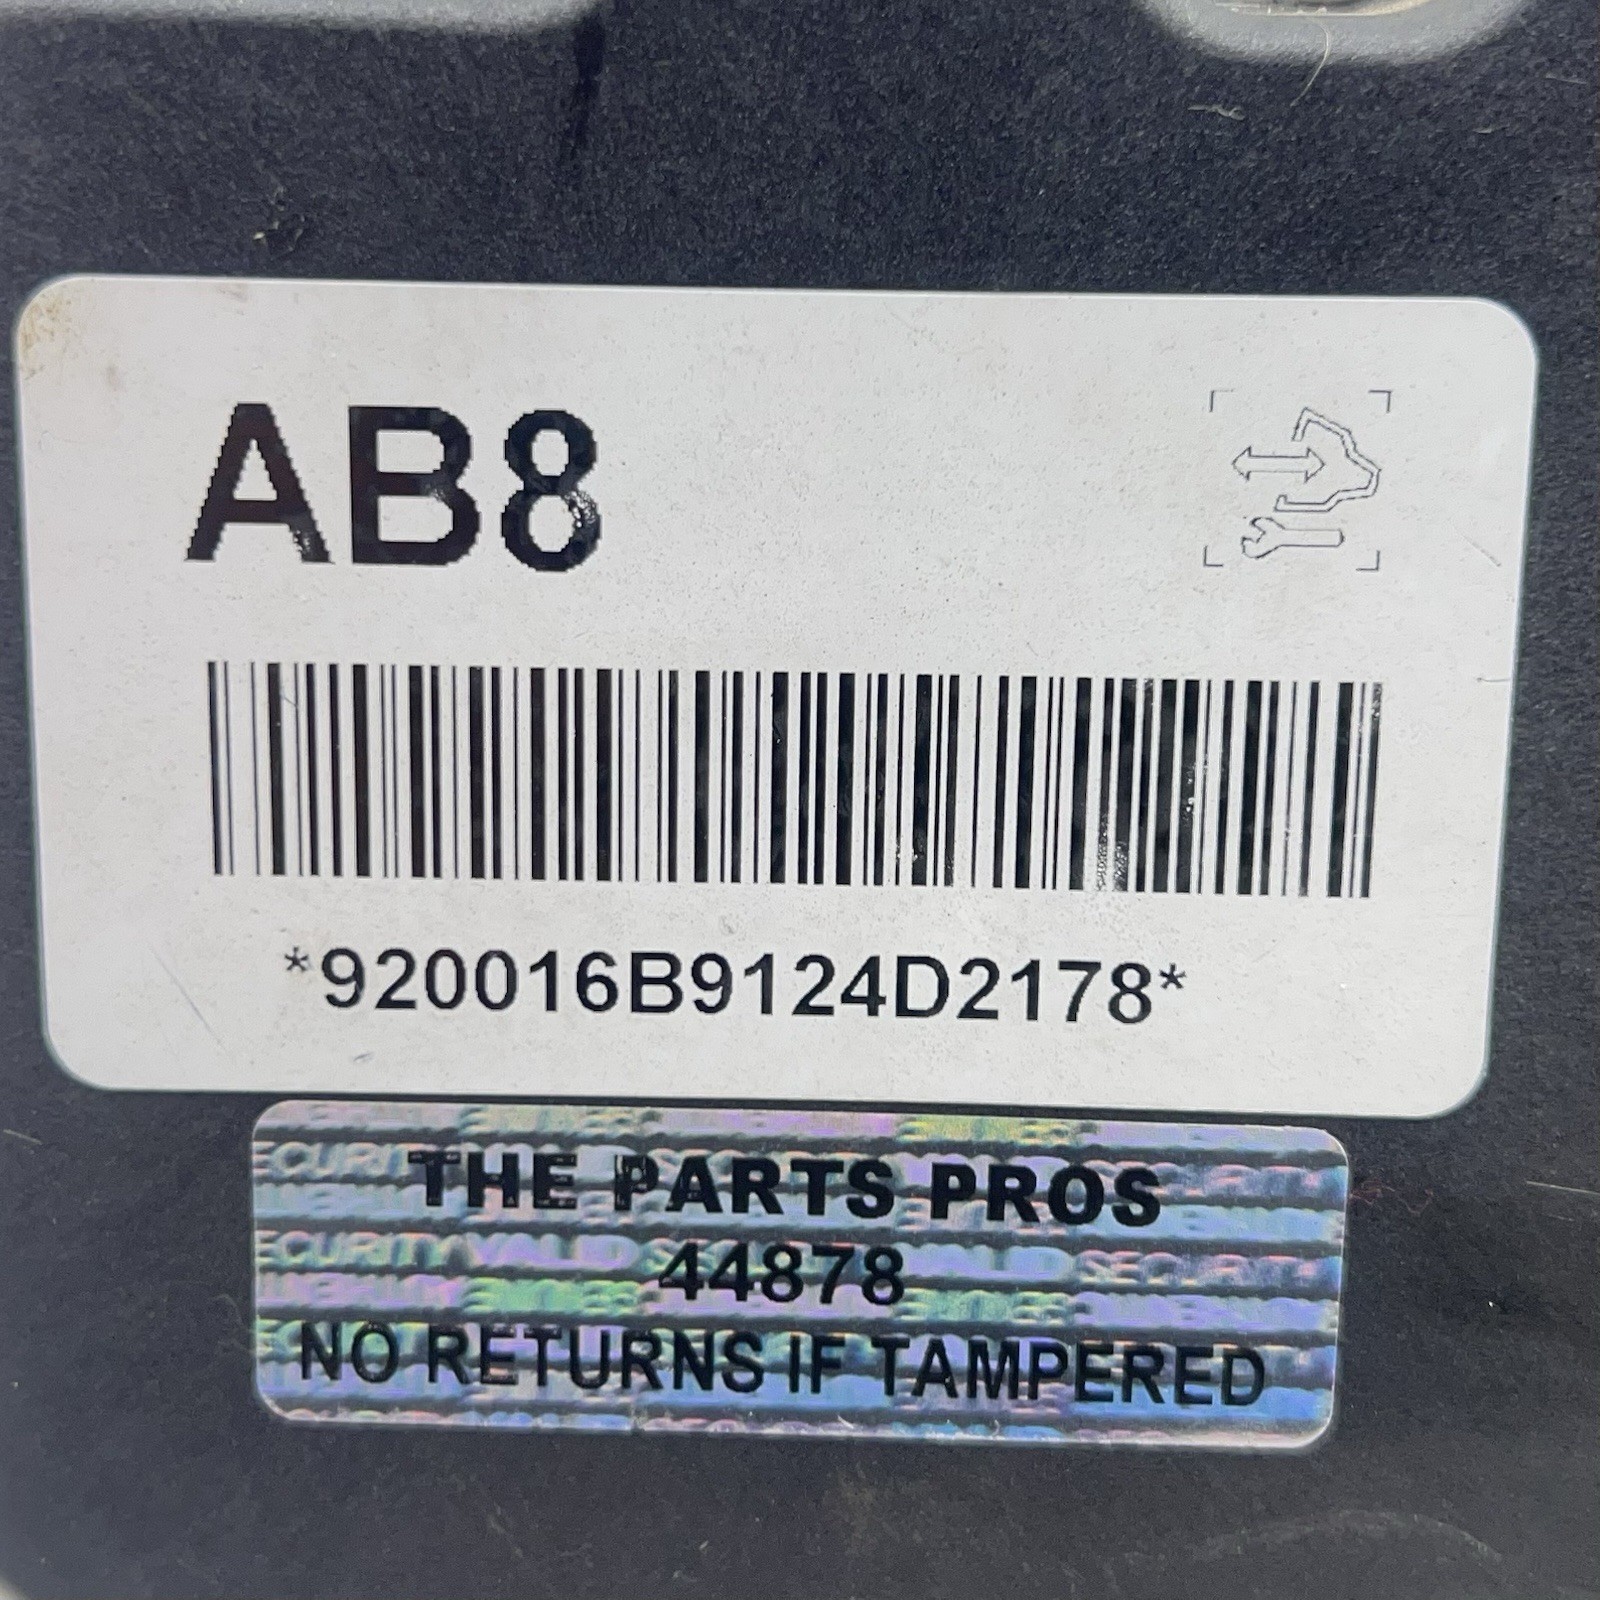 AB8
*920016B9124D2178*
THE PARTS PROS
44878
NO RETURNS IF TAMPERED